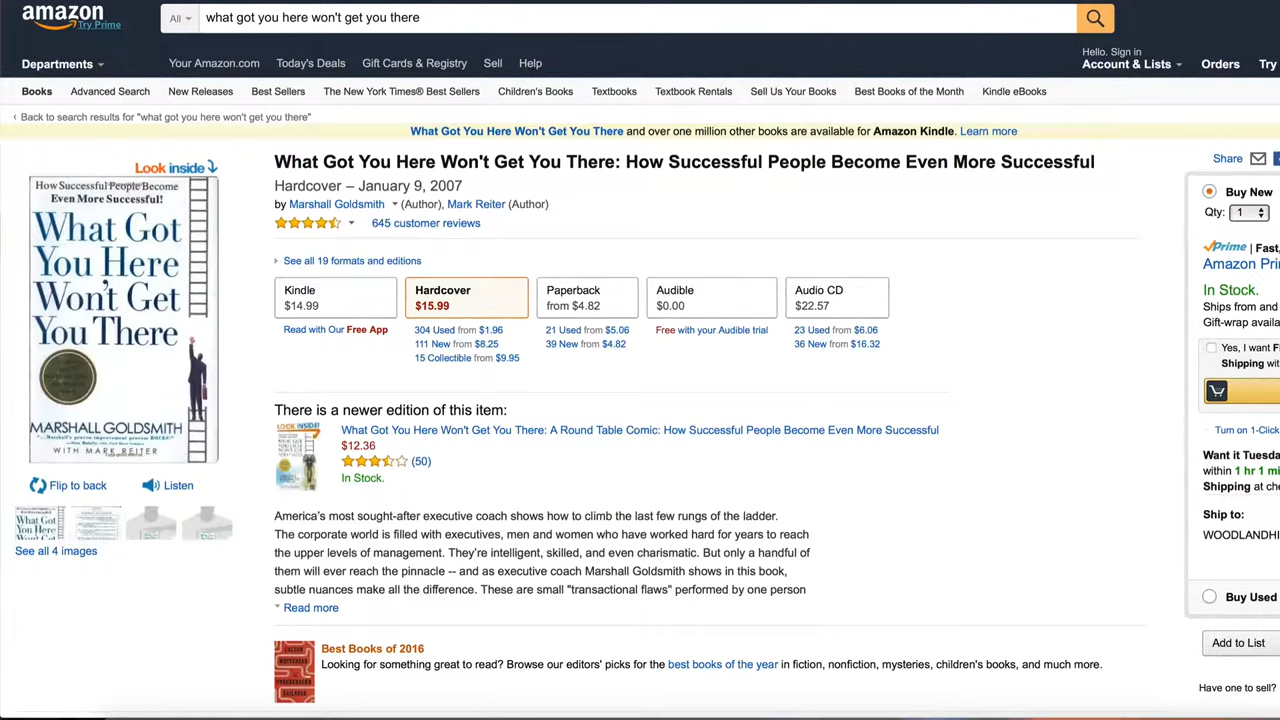 amazon
Try Prime
All
what got you here won't get you there
Departments
Your Amazon.com Today's Deals Gift Cards & Registry Sell Help
Hello. Sign in
Account & Lists
Orders
Try
Books Advanced Search New Releases Best Sellers The New York Times® Best Sellers Children's Books Textbooks Textbook Rentals Sell Us Your Books Best Books of the Month Kindle eBooks
‹ Back to search results for "what got you here won't get you there"
What Got You Here Won't Get You There and over one million other books are available for Amazon Kindle. Learn more
Look inside
How Successful People Become
Even More Successful!
What Got
You Here
Won't Get
You There
MARSHALL GOLDSMITH
WITH MARK REITER
Flip to back Listen
See all 4 images
What Got You Here Won't Get You There: How Successful People Become Even More Successful
Hardcover – January 9, 2007
by Marshall Goldsmith (Author), Mark Reiter (Author)
645 customer reviews
See all 19 formats and editions
Kindle
$14.99
Read with Our Free App
Hardcover
$15.99
304 Used from $1.96
111 New from $8.25
15 Collectible from $9.95
Paperback
from $4.82
21 Used from $5.06
39 New from $4.82
Audible
$0.00
Free with your Audible trial
Audio CD
$22.57
23 Used from $6.06
36 New from $16.32
There is a newer edition of this item:
What Got You Here Won't Get You There: A Round Table Comic: How Successful People Become Even More Successful
$12.36
(50)
In Stock.
America's most sought-after executive coach shows how to climb the last few rungs of the ladder.
The corporate world is filled with executives, men and women who have worked hard for years to reach
the upper levels of management. They're intelligent, skilled, and even charismatic. But only a handful of
them will ever reach the pinnacle -- and as executive coach Marshall Goldsmith shows in this book,
subtle nuances make all the difference. These are small "transactional flaws" performed by one person
Read more
Best Books of 2016
Looking for something great to read? Browse our editors' picks for the best books of the year in fiction, nonfiction, mysteries, children's books, and much more.
Share
Buy New
Qty: 1
Prime | Fast,
Amazon Pri
In Stock.
Ships from and
Gift-wrap availa
Yes, I want F
Shipping wit
Turn on 1-Click
Want it Tuesda
within 1 hr 1 mi
Shipping at che
Ship to:
WOODLANDHI
Buy Used
Add to List
Have one to sell?